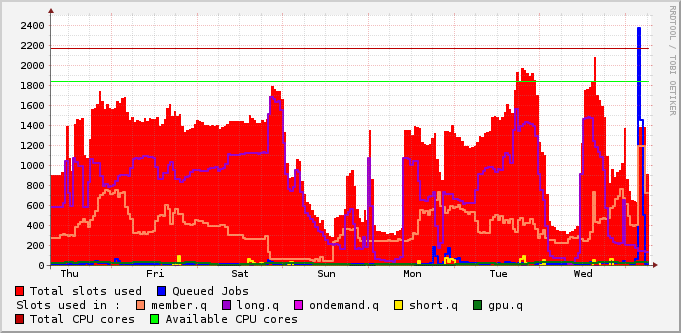 RRDTOOL / TOBI OETIKER
2400
2200
2000
1800
1600
1400
1200
1000
800
600
400
200
0
Thu Fri Sat Sun Mon Tue Wed
Total slots used Queued Jobs
Slots used in : member.q long.q ondemand.q short.q gpu.q
Total CPU cores Available CPU cores